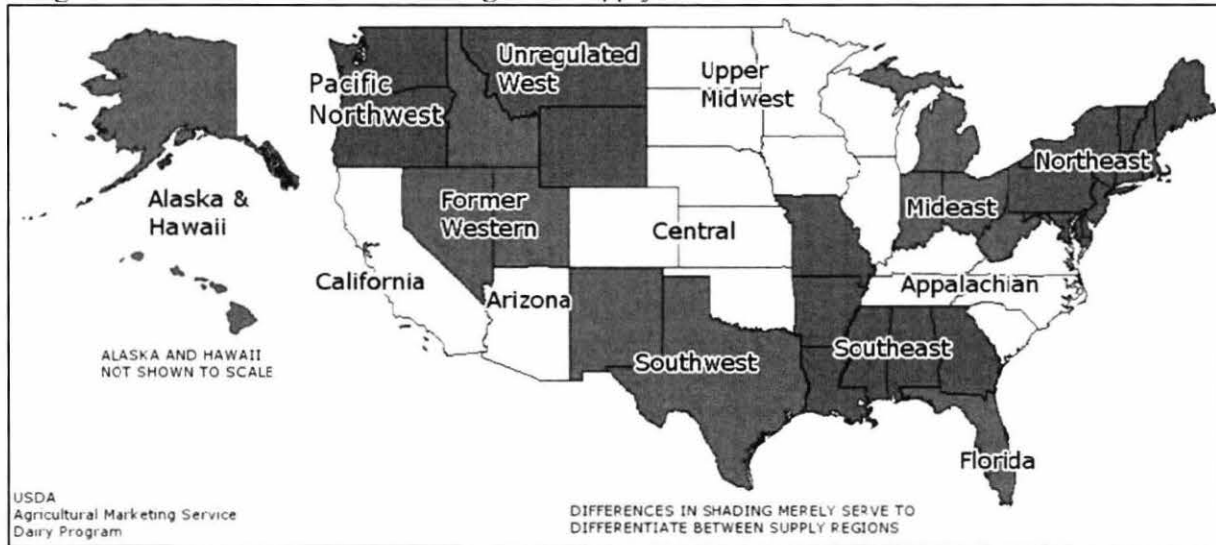 Unregulated
West
Pacific
Northwest
Upper
Midwest
Northeast
Alaska &
Hawaii
Former
Western
Central
Mideast
California
Arizona
Appalachian
ALASKA AND HAWAII
NOT SHOWN TO SCALE
Southwest
Southeast
Florida
USDA
Agricultural Marketing Service
Dairy Program
DIFFERENCES IN SHADING MERELY SERVE TO
DIFFERENTIATE BETWEEN SUPPLY REGIONS